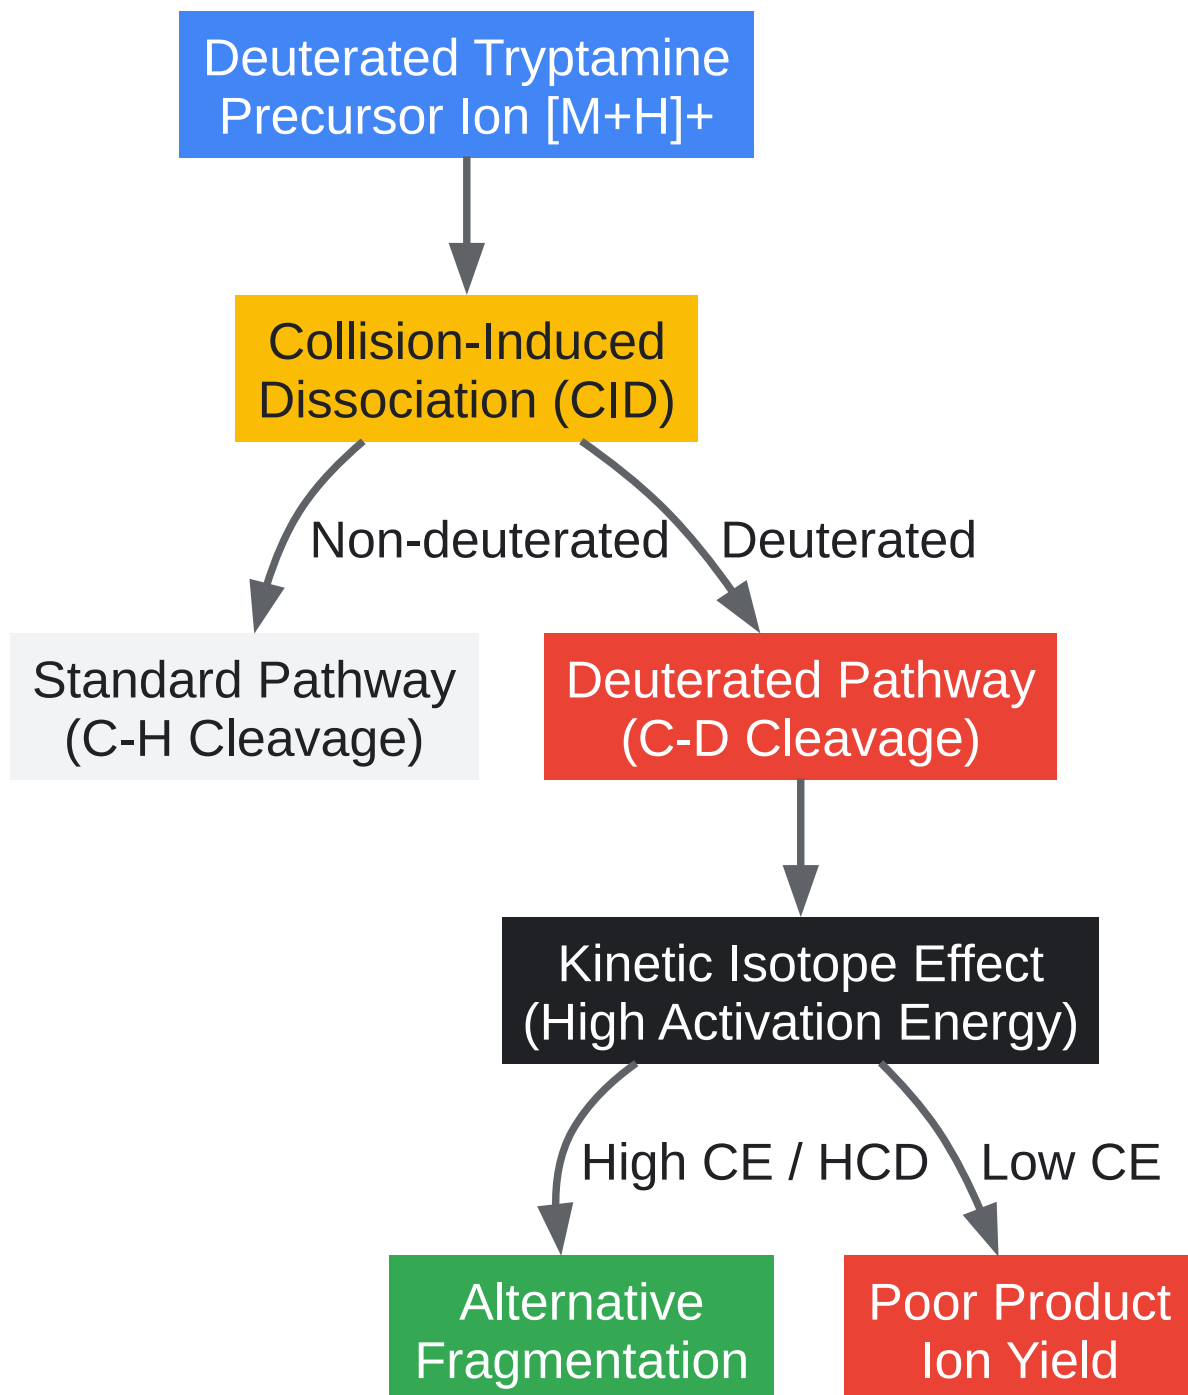 Deuterated Tryptamine
Precursor Ion [M+H]+
Collision-Induced
Dissociation (CID)
Non-deuterated
Deuterated
Standard Pathway
(C-H Cleavage)
Deuterated Pathway
(C-D Cleavage)
Kinetic Isotope Effect
(High Activation Energy)
High CE / HCD
Low CE
Alternative
Fragmentation
Poor Product
Ion Yield